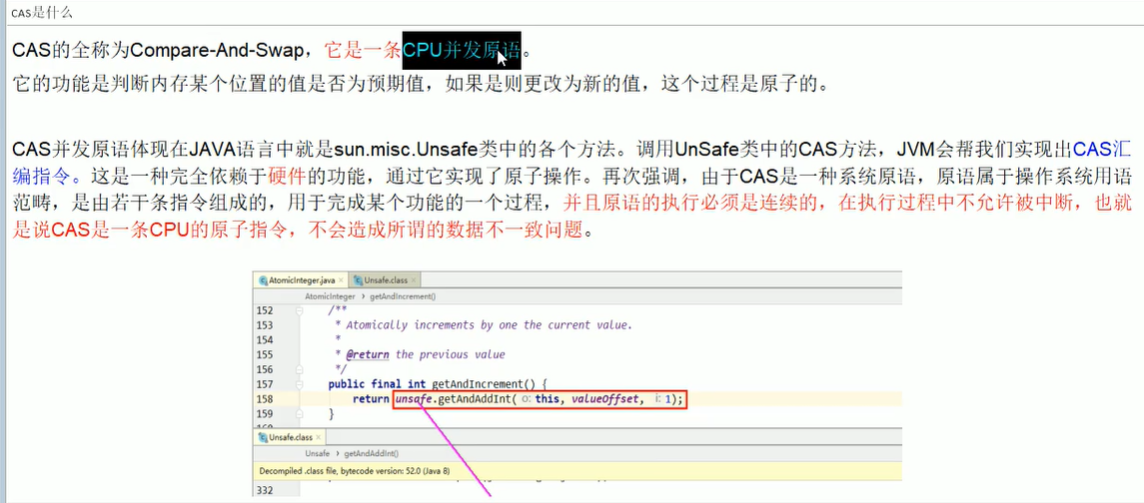 CAS是什么
CAS的全称为Compare-And-Swap，它是一条CPU并发原语。
它的功能是判断内存某个位置的值是否为预期值，如果是则更改为新的值，这个过程是原子的。
CAS并发原语体现在JAVA语言中就是sun.misc.Unsafe类中的各个方法。调用UnSafe类中的CAS方法，JVM会帮我们实现出CAS汇
编指令。这是一种完全依赖于硬件的功能，通过它实现了原子操作。再次强调，由于CAS是一种系统原语，原语属于操作系统用语
范畴，是由若干条指令组成的，用于完成某个功能的一个过程，并且原语的执行必须是连续的，在执行过程中不允许被中断，也就
是说CAS是一条CPU的原子指令，不会造成所谓的数据不一致问题。
AtomicInteger.java × Unsafe.class ×
AtomicInteger › getAndIncrement()
152 /**
153 * Atomically increments by one the current value.
154 *
155 * @return the previous value
156 */
157 public final int getAndIncrement() {
158 return unsafe.getAndAddInt( o: this, valueOffset, i: 1);
159 }
Unsafe.class ×
Unsafe › getAndAddInt()
Decompiled .class file, bytecode version: 52.0 (Java 8)
332